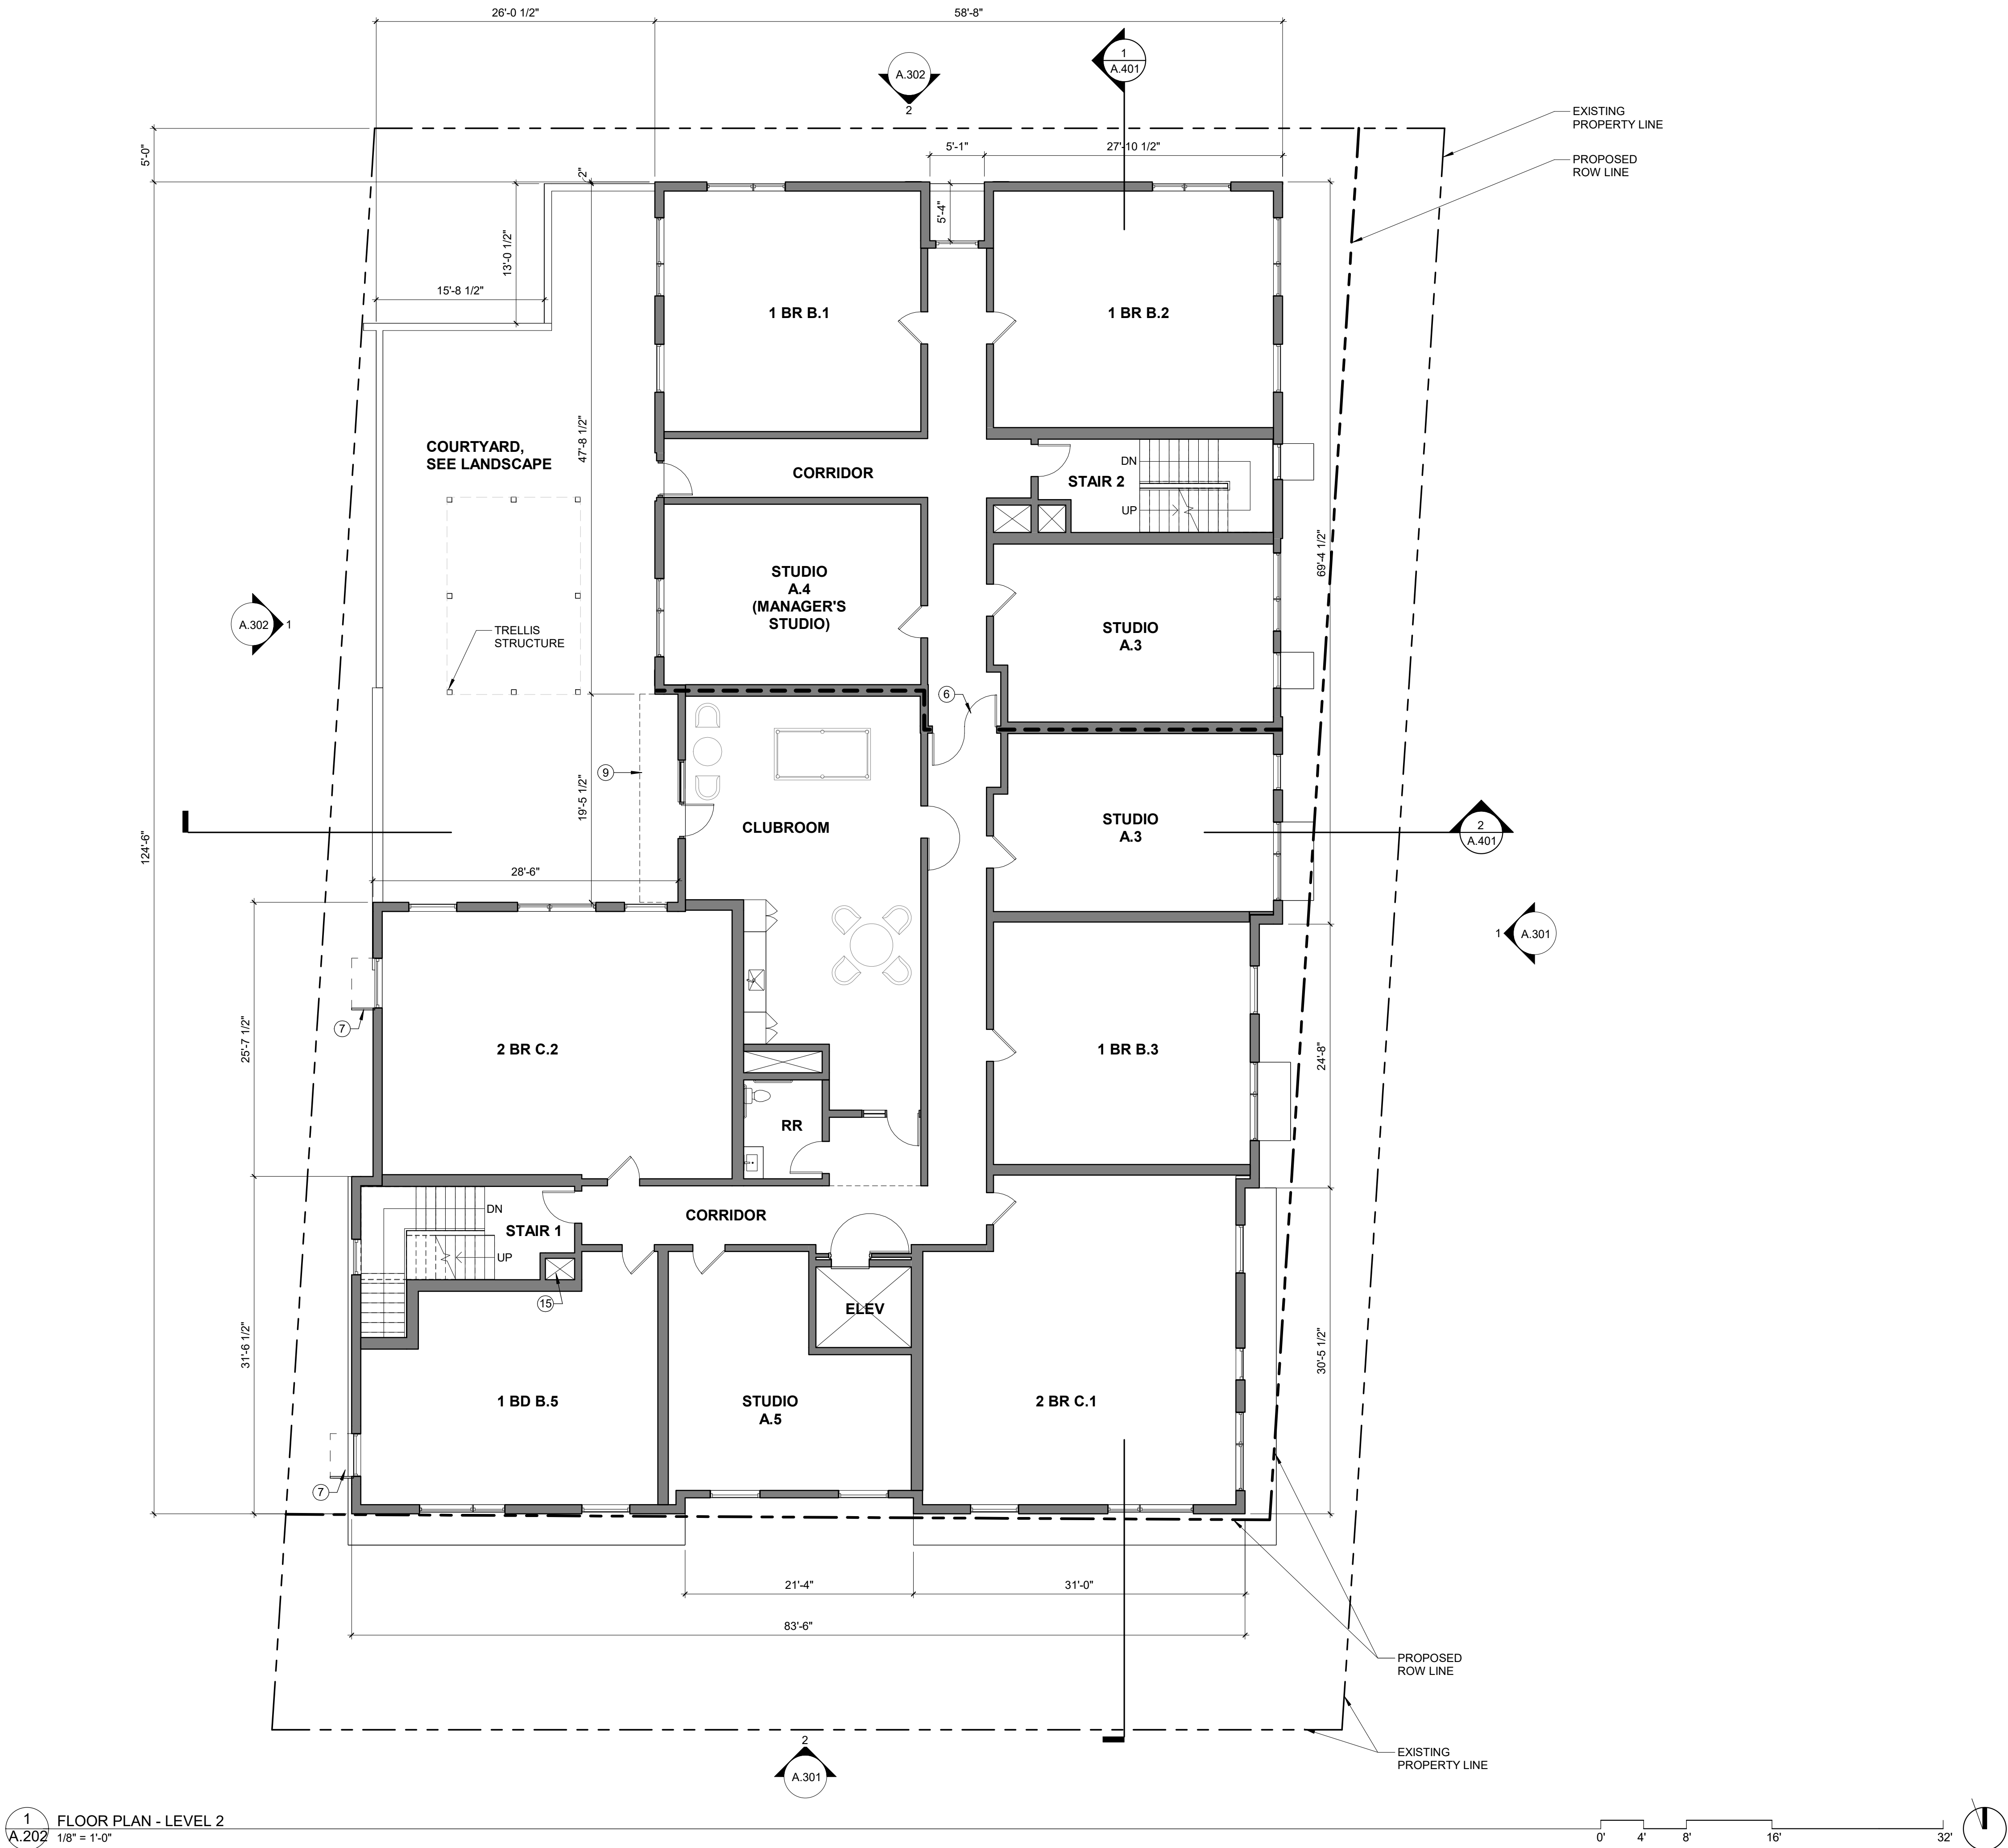 26'-0 1/2"
58'-8"
1
A.401
A.302
2
EXISTING
PROPERTY LINE
PROPOSED
ROW LINE
5'-0"
5'-1"
27'-10 1/2"
2"
5'-4"
13'-0 1/2"
15'-8 1/2"
1 BR B.1
1 BR B.2
COURTYARD,
SEE LANDSCAPE
47'-8 1/2"
CORRIDOR
DN
STAIR 2
UP
69'-4 1/2"
STUDIO
A.4
(MANAGER'S
STUDIO)
A.302
1
TRELLIS
STRUCTURE
STUDIO
A.3
6
9
19'-5 1/2"
CLUBROOM
STUDIO
A.3
2
A.401
124'-6"
28'-6"
1
A.301
7
25'-7 1/2"
2 BR C.2
1 BR B.3
24'-8"
RR
DN
STAIR 1
UP
CORRIDOR
15
ELEV
31'-6 1/2"
30'-5 1/2"
1 BD B.5
STUDIO
A.5
2 BR C.1
7
21'-4"
31'-0"
83'-6"
PROPOSED
ROW LINE
EXISTING
PROPERTY LINE
2
A.301
1
A.202
FLOOR PLAN - LEVEL 2
1/8" = 1'-0"
0'
4'
8'
16'
32'